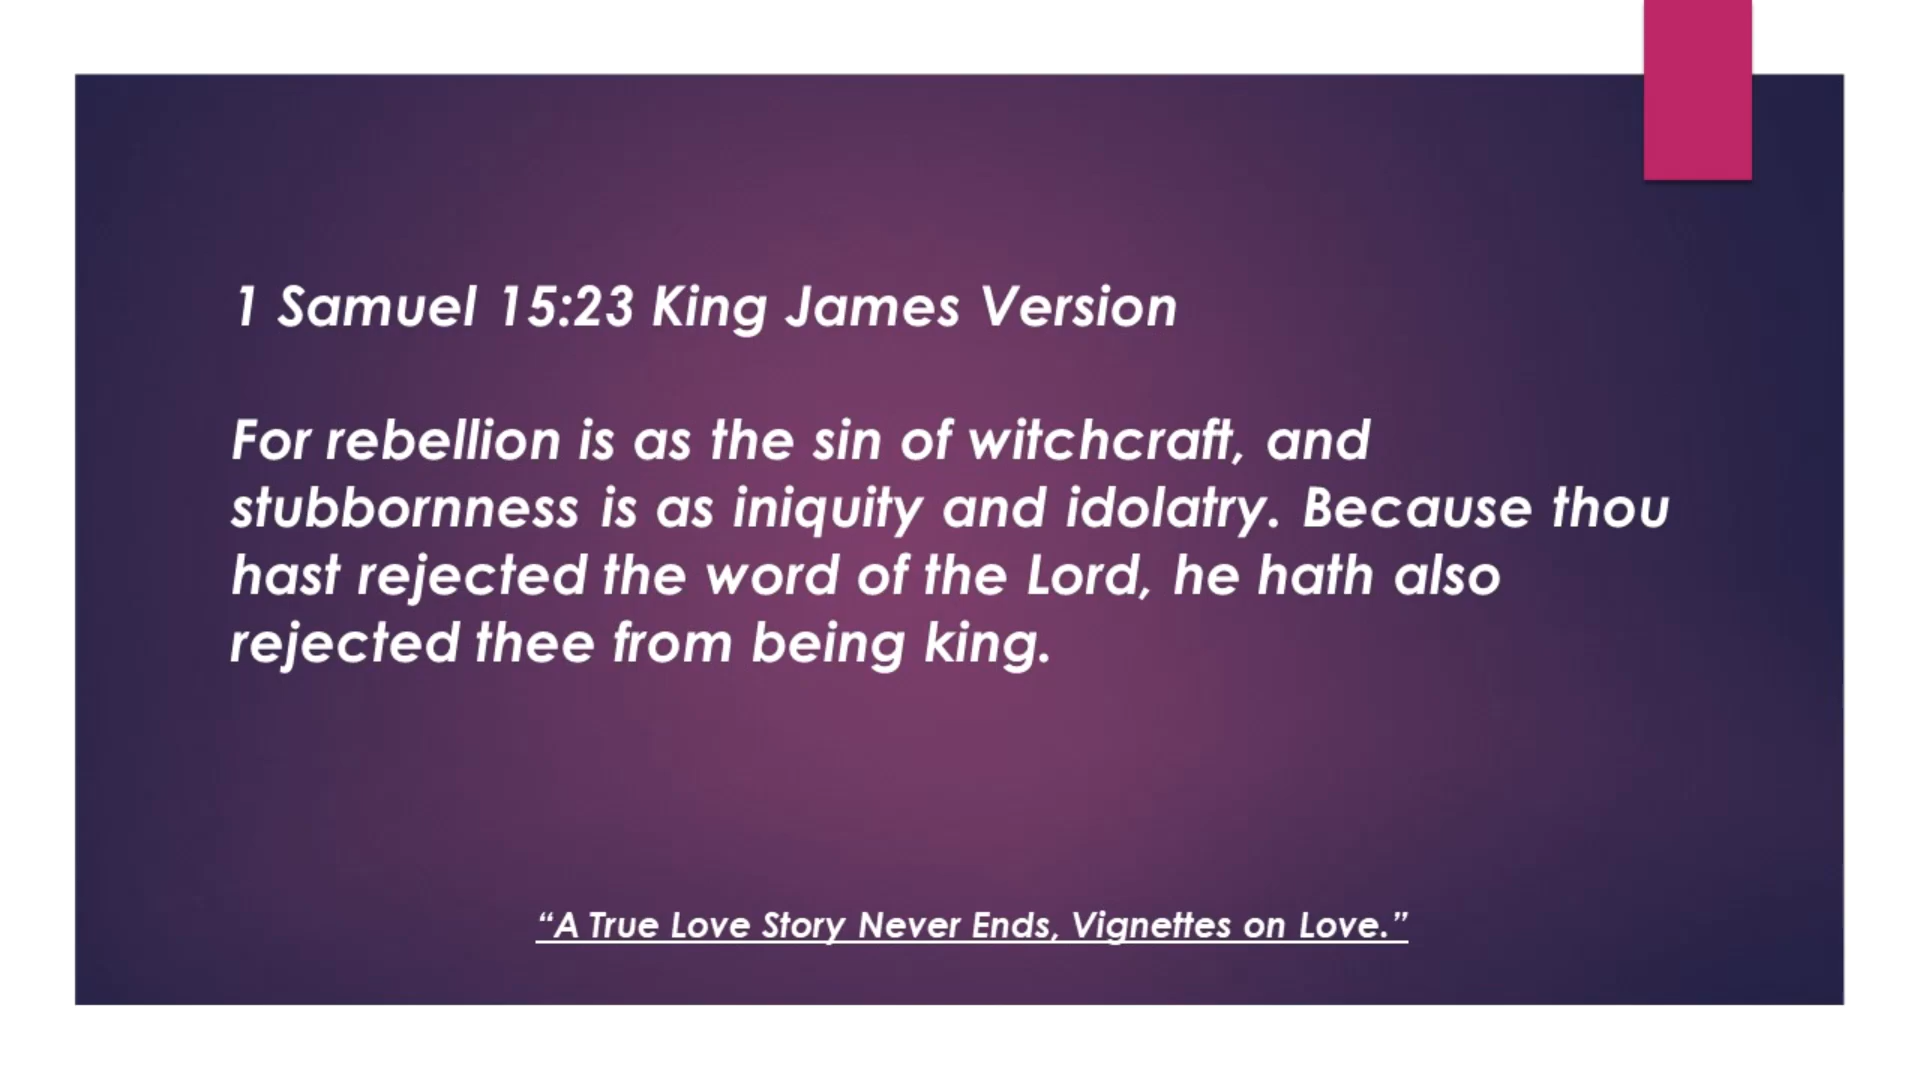 1 Samuel 15:23 King James Version
For rebellion is as the sin of witchcraft, and
stubbornness is as iniquity and idolatry. Because thou
hast rejected the word of the Lord, he hath also
rejected thee from being king.
“A True Love Story Never Ends, Vignettes on Love.”